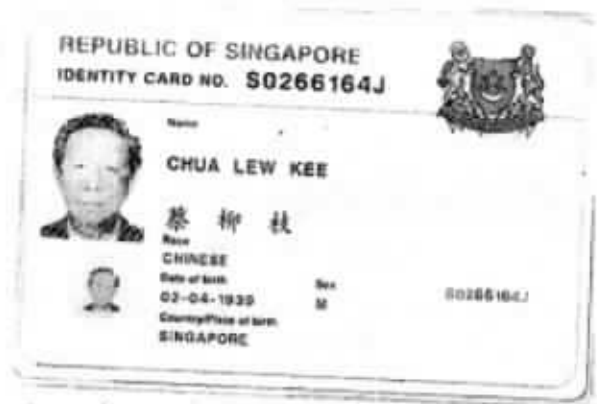 REPUBLIC OF SINGAPORE
IDENTITY CARD NO. S0266164J
Name
CHUA LEW KEE
蔡 柳 枝
Race
CHINESE
Date of birth Sex
02-04-1939 M
S0266164J
Country/Place of birth
SINGAPORE